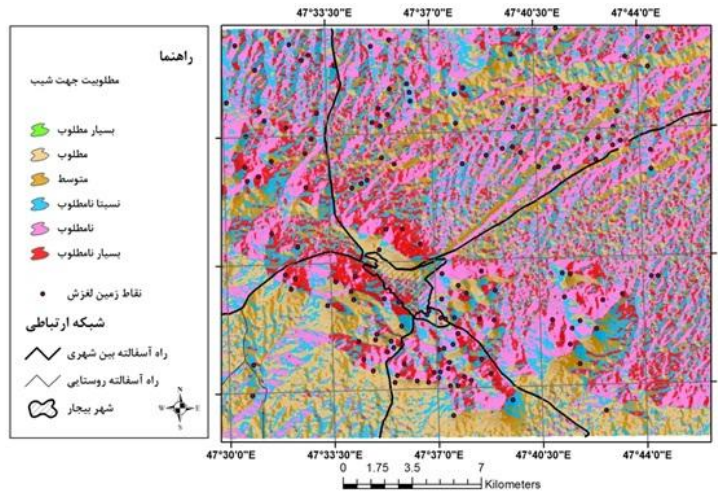 47°33'30"E 47°37'0"E 47°40'30"E 47°44'0"E
راهنما
مطلوبیت جهت شیب
بسیار مطلوب
مطلوب
متوسط
نسبتا نامطلوب
نامطلوب
بسیار نامطلوب
نقاط زمین لغزش
شبکه ارتباطی
راه آسفالته بین شهری
راه آسفالته روستایی
شهر بیجار
N
W E
S
47°30'0"E 47°33'30"E 47°37'0"E 47°40'30"E 47°44'0"E
0 1.75 3.5 7
Kilometers